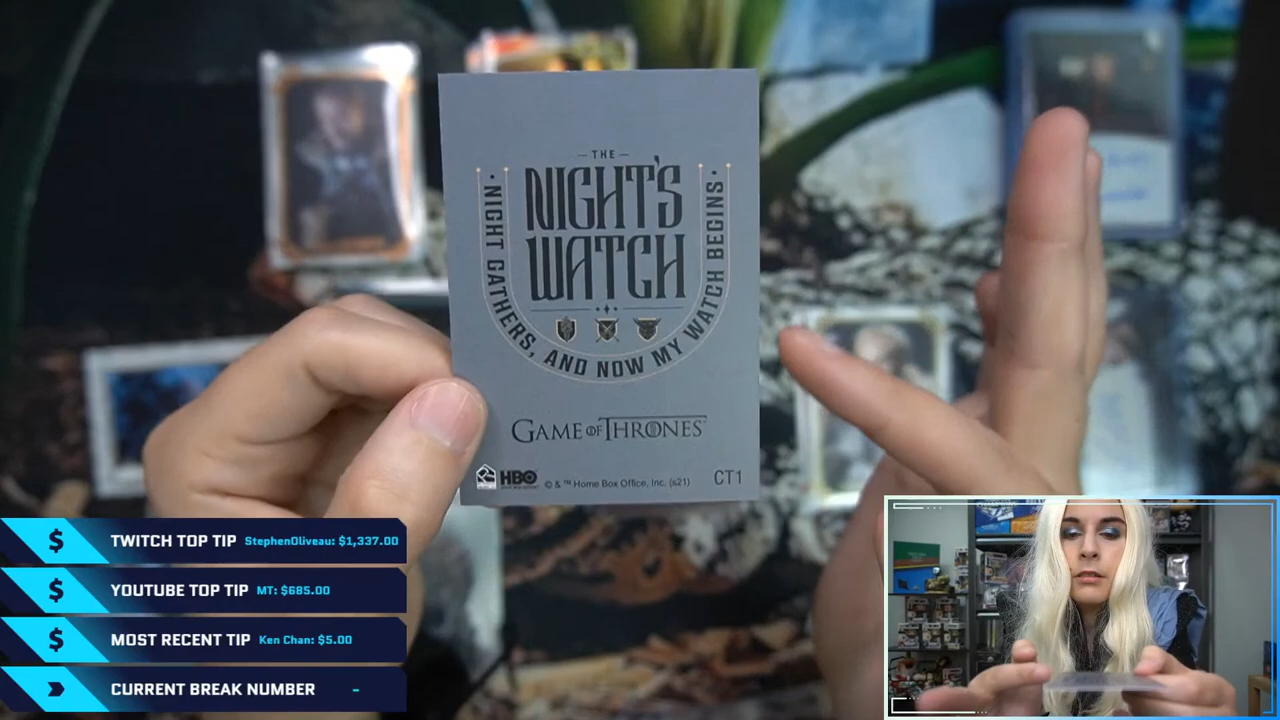 THE
NIGHT'S
WATCH
· NIGHT GATHERS, AND NOW MY WATCH BEGINS ·
GAME OF THRONES™
HBO © & ™ Home Box Office, Inc. (s21) CT1
$ TWITCH TOP TIP StephenOliveau: $1,337.00
$ YOUTUBE TOP TIP MT: $685.00
$ MOST RECENT TIP Ken Chan: $5.00
CURRENT BREAK NUMBER -